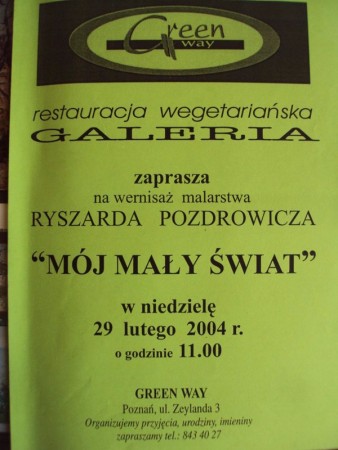 Green
way
restauracja wegetariańska
GALERIA
zaprasza
na wernisaż malarstwa
RYSZARDA POZDROWICZA
“MÓJ MAŁY ŚWIAT”
w niedzielę
29 lutego 2004 r.
o godzinie 11.00
GREEN WAY
Poznań, ul. Zeylanda 3
Organizujemy przyjęcia, urodziny, imieniny
zapraszamy tel.: 843 40 27